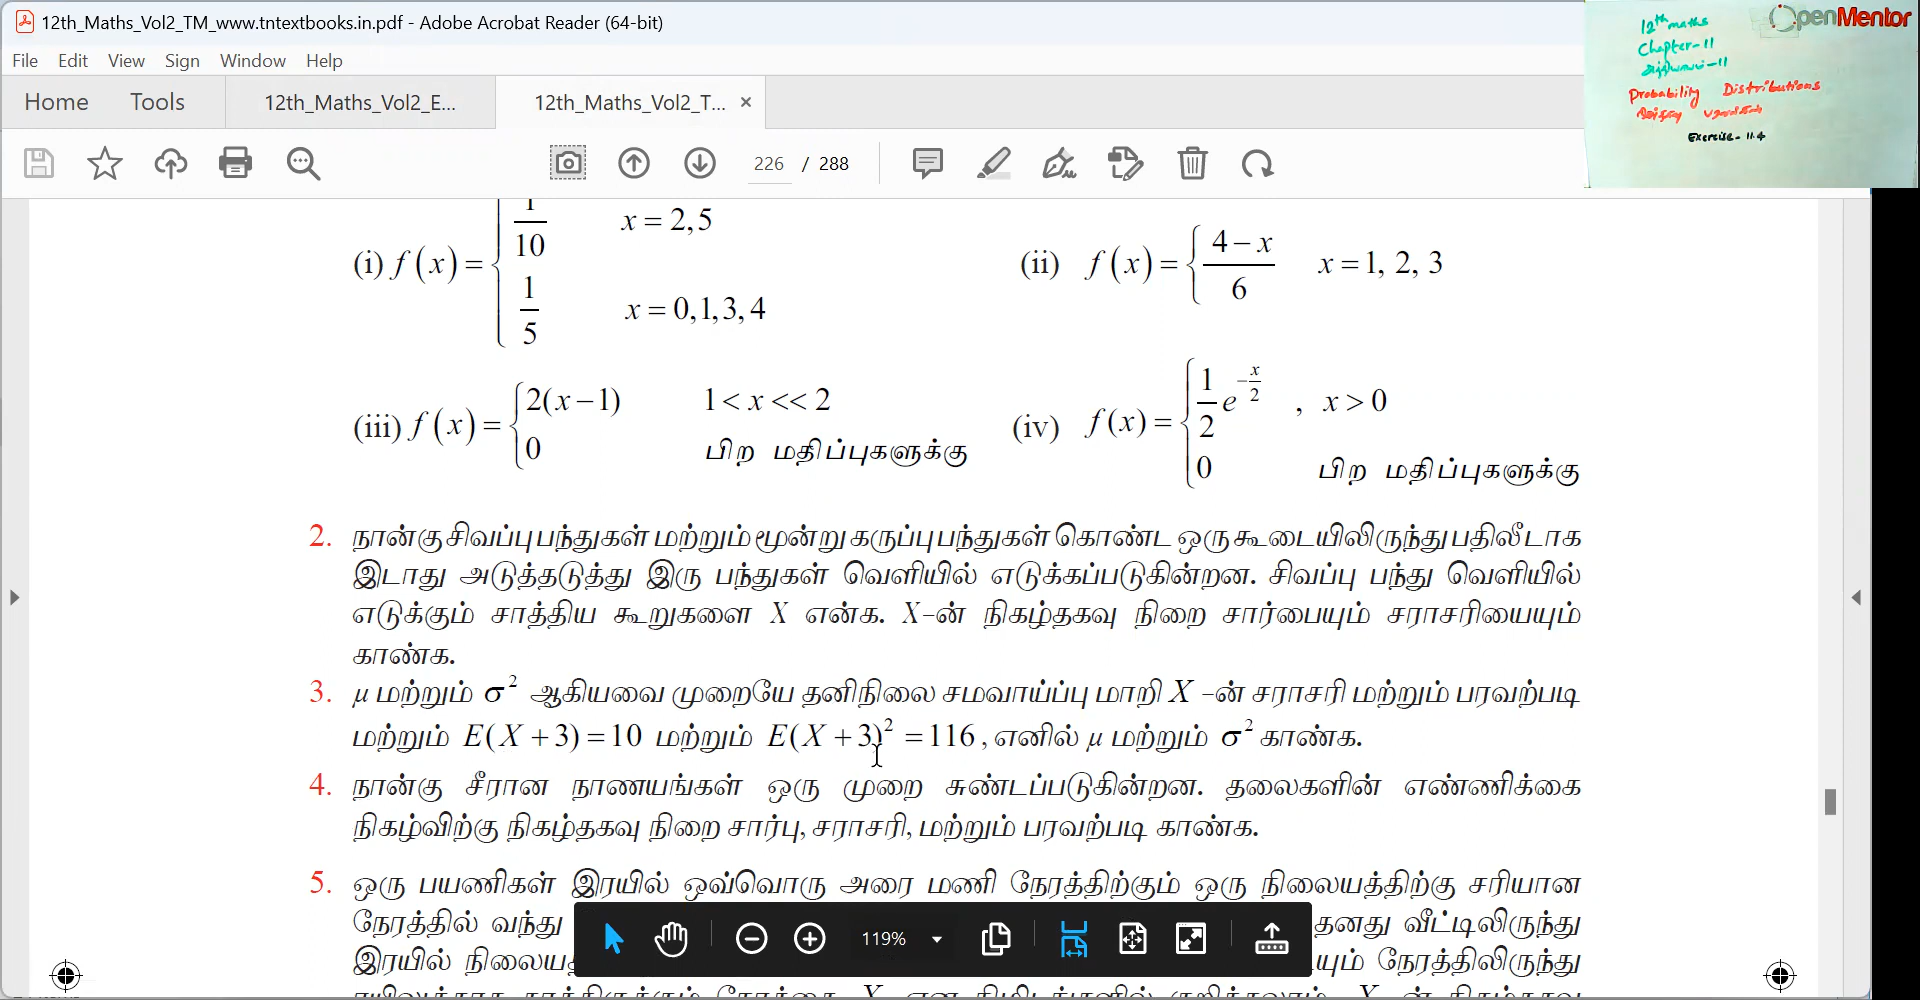 12th_Maths_Vol2_TM_www.tntextbooks.in.pdf - Adobe Acrobat Reader (64-bit)
File Edit View Sign Window Help
Home Tools 12th_Maths_Vol2_E... 12th_Maths_Vol2_T... ×
226 / 288
OpenMentor
12th maths
Chapter-11
அத்தியாயம்-11
Probability Distributions
Exercise-11.4
(i) f(x) = { 1/10 x = 2,5
1/5 x = 0,1,3,4
(ii) f(x) = { (4−x)/6 x = 1, 2, 3
(iii) f(x) = { 2(x−1) 1 < x << 2
0 பிற மதிப்புகளுக்கு
(iv) f(x) = { 1/2 e^(−x/2) , x > 0
0 பிற மதிப்புகளுக்கு
2. நான்கு சிவப்பு பந்துகள் மற்றும் மூன்று கருப்பு பந்துகள் கொண்ட ஒரு கூடையிலிருந்து பதிலீடாக
இடாது அடுத்தடுத்து இரு பந்துகள் வெளியில் எடுக்கப்படுகின்றன. சிவப்பு பந்து வெளியில்
எடுக்கும் சாத்திய கூறுகளை X என்க. X-ன் நிகழ்தகவு நிறை சார்பையும் சராசரியையும்
காண்க.
3. μ மற்றும் σ² ஆகியவை முறையே தனிநிலை சமவாய்ப்பு மாறி X -ன் சராசரி மற்றும் பரவற்படி
மற்றும் E(X + 3) = 10 மற்றும் E(X + 3)² = 116, எனில் μ மற்றும் σ² காண்க.
4. நான்கு சீரான நாணயங்கள் ஒரு முறை சுண்டப்படுகின்றன. தலைகளின் எண்ணிக்கை
நிகழ்விற்கு நிகழ்தகவு நிறை சார்பு, சராசரி, மற்றும் பரவற்படி காண்க.
5. ஒரு பயணிகள் இரயில் ஒவ்வொரு அரை மணி நேரத்திற்கும் ஒரு நிலையத்திற்கு சரியான
நேரத்தில் வந்து தனது வீட்டிலிருந்து
இரயில் நேரத்திலிருந்து
119%